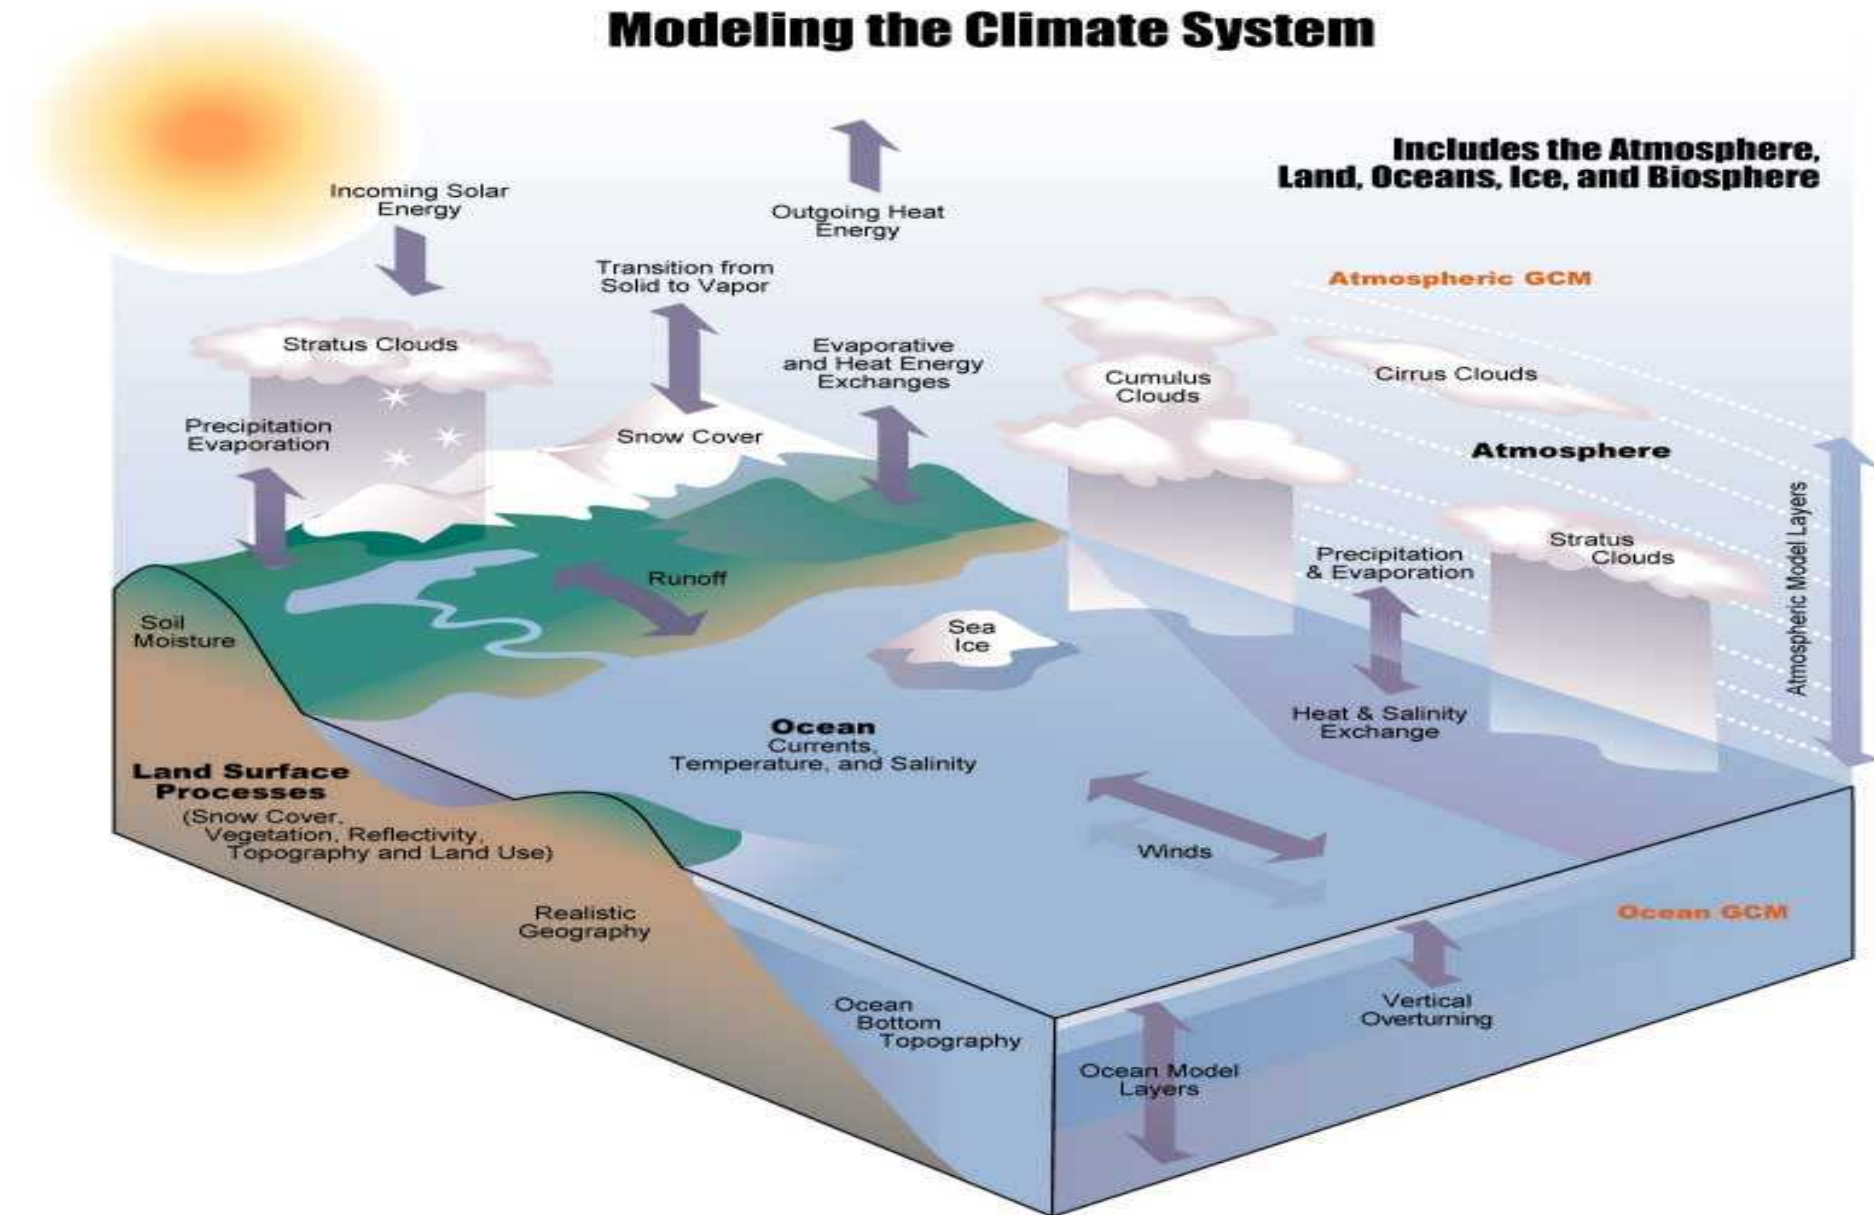 Modeling the Climate System
Includes the Atmosphere,
Land, Oceans, Ice, and Biosphere
Incoming Solar
Energy
Outgoing Heat
Energy
Transition from
Solid to Vapor
Atmospheric GCM
Stratus Clouds
Evaporative
and Heat Energy
Exchanges
Cumulus
Clouds
Cirrus Clouds
Precipitation
Evaporation
Snow Cover
Atmosphere
Atmospheric Model Layers
Stratus
Clouds
Precipitation
& Evaporation
Runoff
Soil
Moisture
Sea
Ice
Heat & Salinity
Exchange
Ocean
Currents,
Temperature, and Salinity
Land Surface
Processes
(Snow Cover,
Vegetation, Reflectivity,
Topography and Land Use)
Winds
Realistic
Geography
Ocean GCM
Ocean
Bottom
Topography
Vertical
Overturning
Ocean Model
Layers